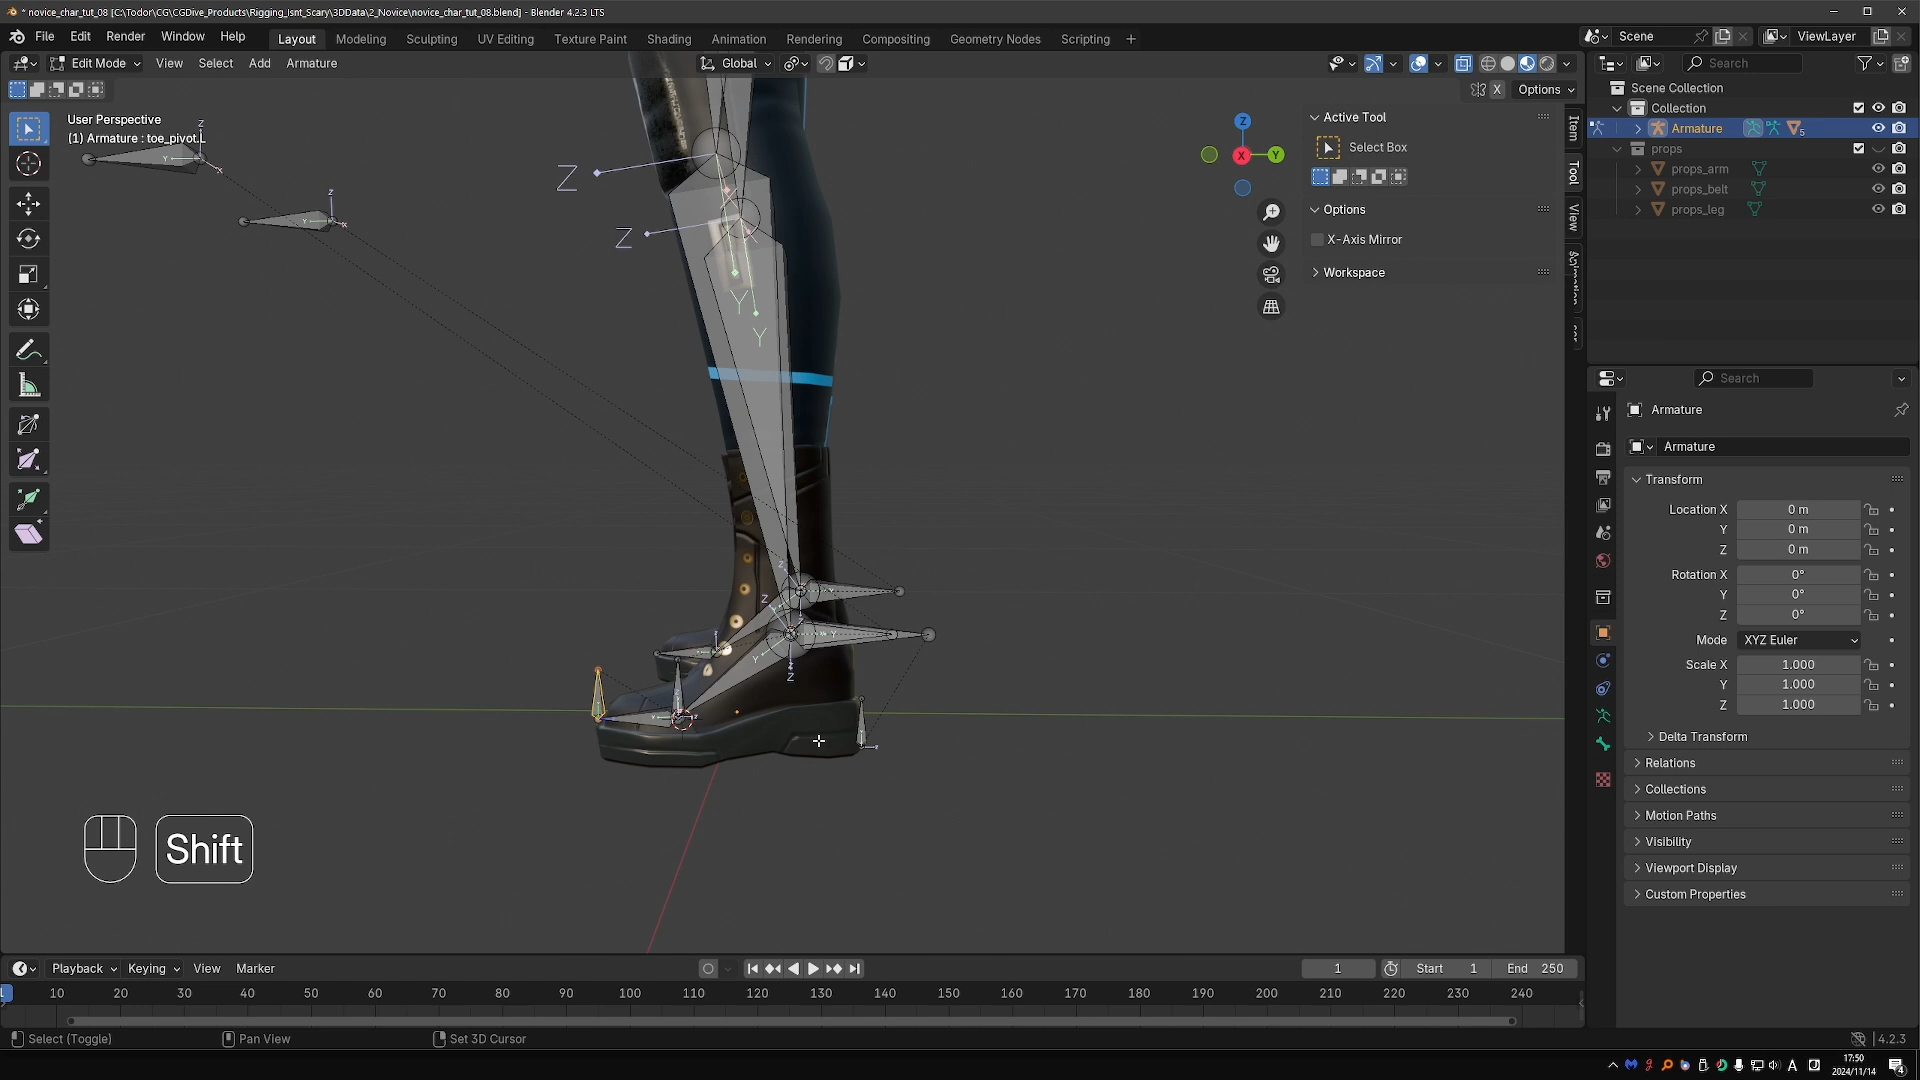 * novice_char_tut_08 [C:\Todor\CG\CGDive_Products\Rigging_Isnt_Scary\3DData\2_Novice\novice_char_tut_08.blend] - Blender 4.2.3 LTS
File Edit Render Window Help Layout Modeling Sculpting UV Editing Texture Paint Shading Animation Rendering Compositing Geometry Nodes Scripting + Scene ViewLayer
Edit Mode View Select Add Armature Global Search
X Options
User Perspective
(1) Armature : toe_pivot.L
Active Tool
Select Box
Options
X-Axis Mirror
Workspace
Item
Tool
View
Animation
Z
Y
X
Z
Z
Y
Y
Scene Collection
Collection
Armature 5
props
props_arm
props_belt
props_leg
Search
Armature
Armature
Transform
Location X 0 m
Y 0 m
Z 0 m
Rotation X 0°
Y 0°
Z 0°
Mode XYZ Euler
Scale X 1.000
Y 1.000
Z 1.000
Delta Transform
Relations
Collections
Motion Paths
Visibility
Viewport Display
Custom Properties
Shift
Playback Keying View Marker 1 Start 1 End 250
1 10 20 30 40 50 60 70 80 90 100 110 120 130 140 150 160 170 180 190 200 210 220 230 240
Select (Toggle) Pan View Set 3D Cursor 4.2.3
A 17:50
2024/11/14 4